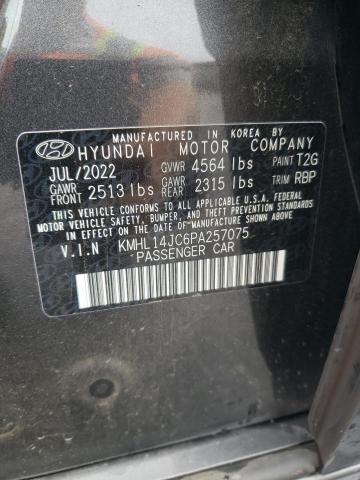 MANUFACTURED IN KOREA BY
HYUNDAI MOTOR COMPANY
JUL/2022 GVWR 4564 lbs PAINT T2G
GAWR FRONT 2513 lbs GAWR REAR 2315 lbs TRIM RBP
THIS VEHICLE CONFORMS TO ALL APPLICABLE U.S.A. FEDERAL
MOTOR VEHICLE SAFETY, BUMPER, AND THEFT PREVENTION
STANDARDS IN EFFECT ON THE DATE OF MANUFACTURE SHOWN ABOVE.
V.I.N KMHL14JC6PA257075
PASSENGER CAR